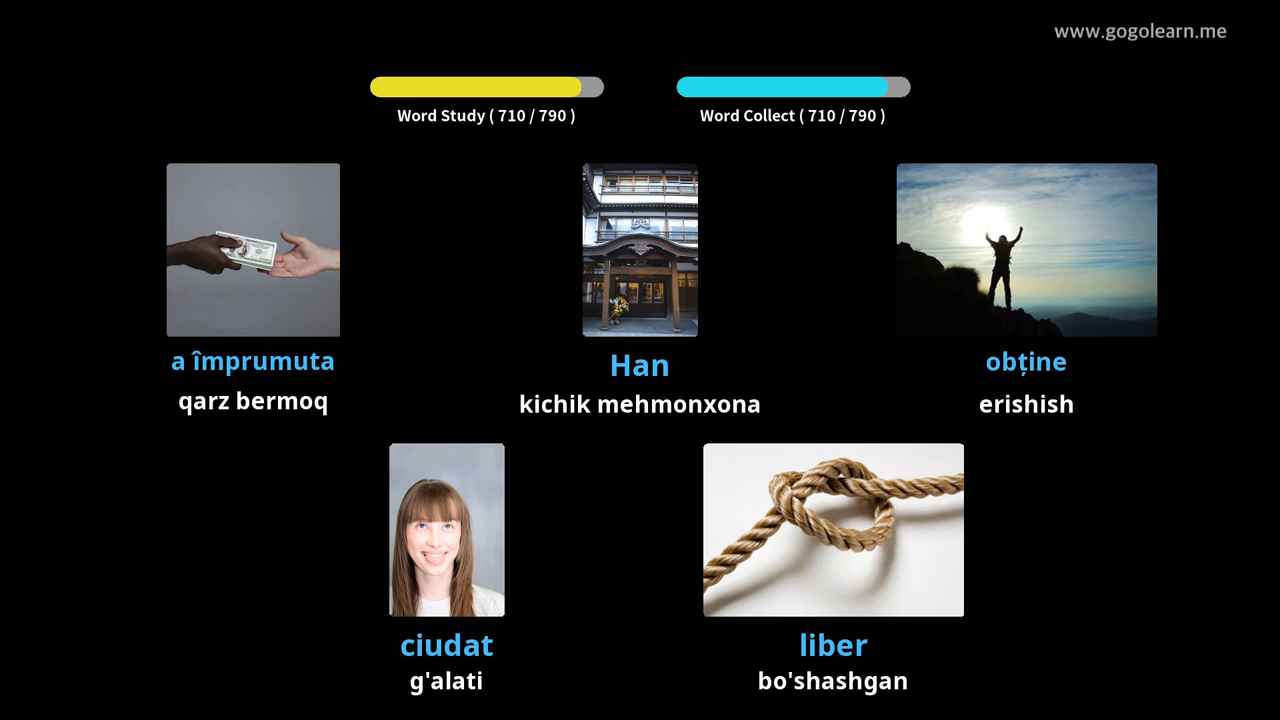 www.gogolearn.me
Word Study ( 710 / 790 )
Word Collect ( 710 / 790 )
a împrumuta
qarz bermoq
Han
kichik mehmonxona
obține
erishish
ciudat
g'alati
liber
bo'shashgan